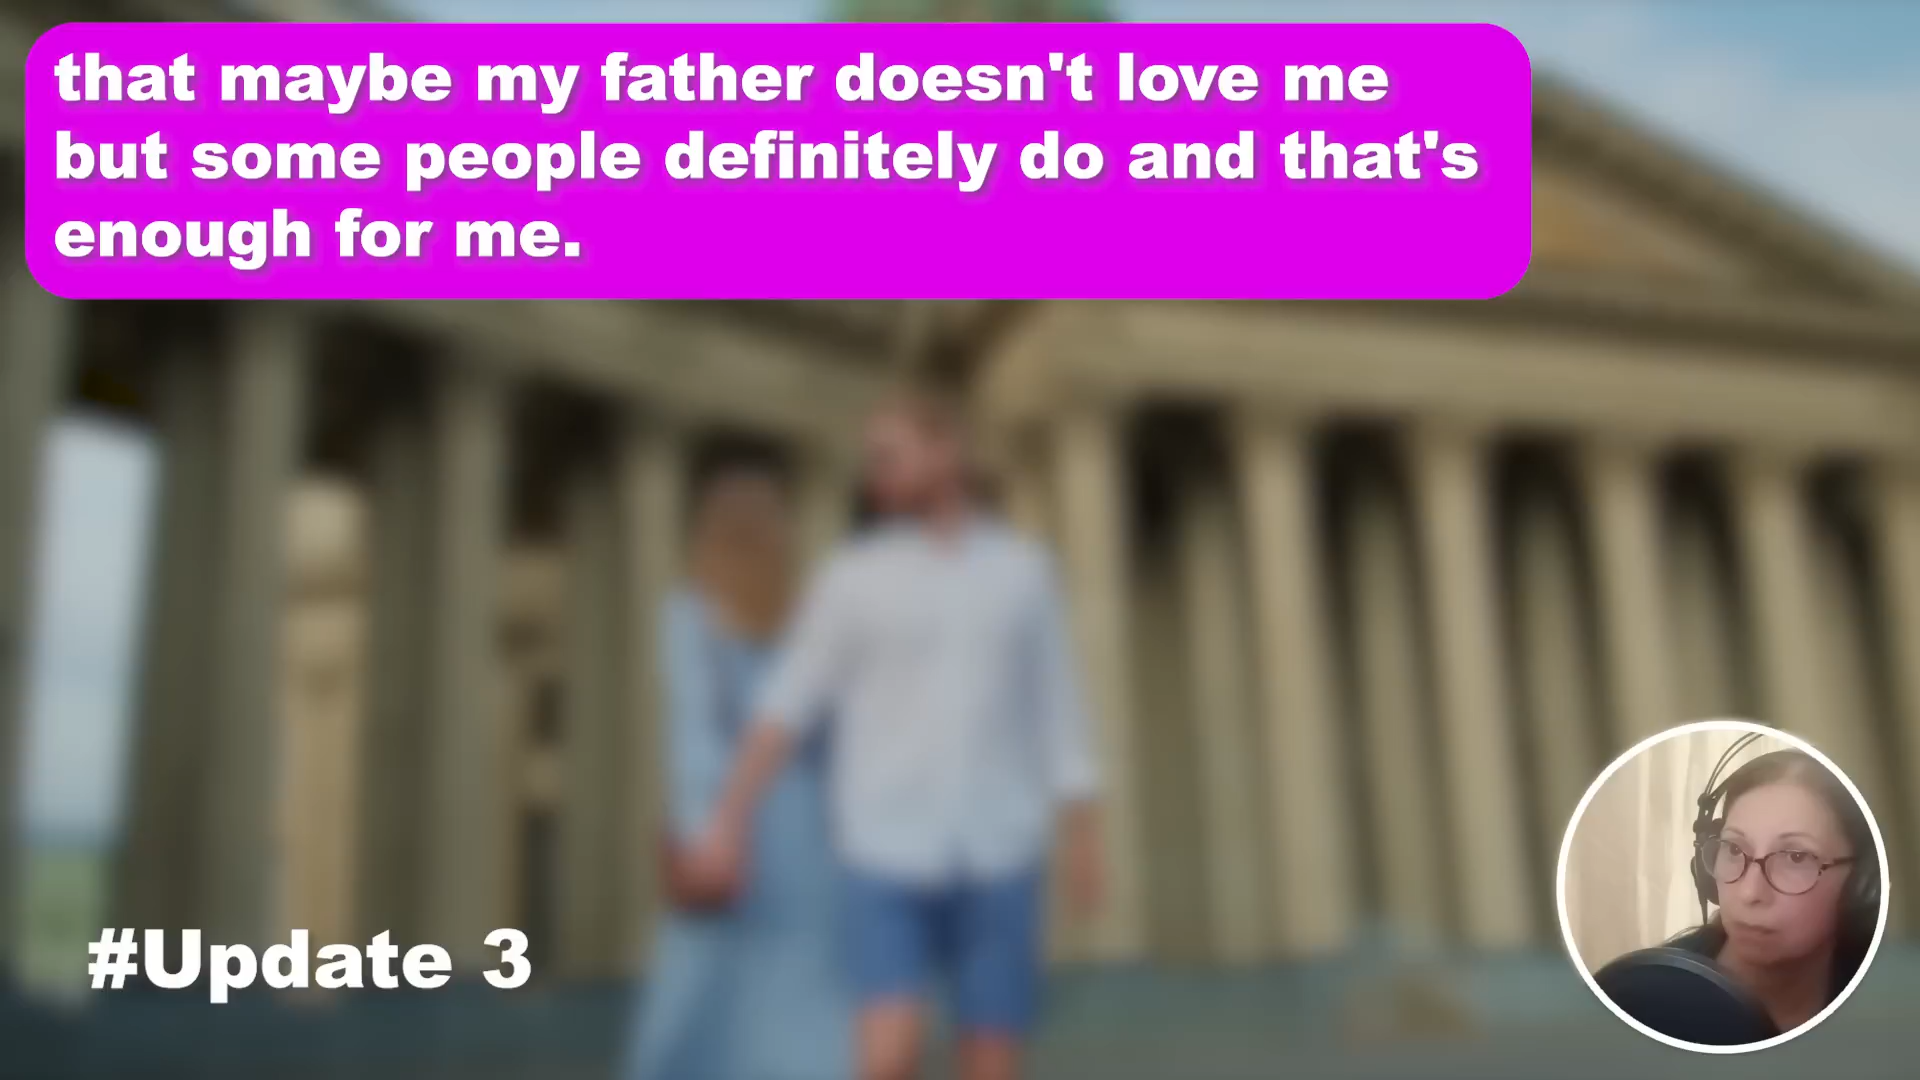 that maybe my father doesn't love me
but some people definitely do and that's
enough for me.
#Update 3